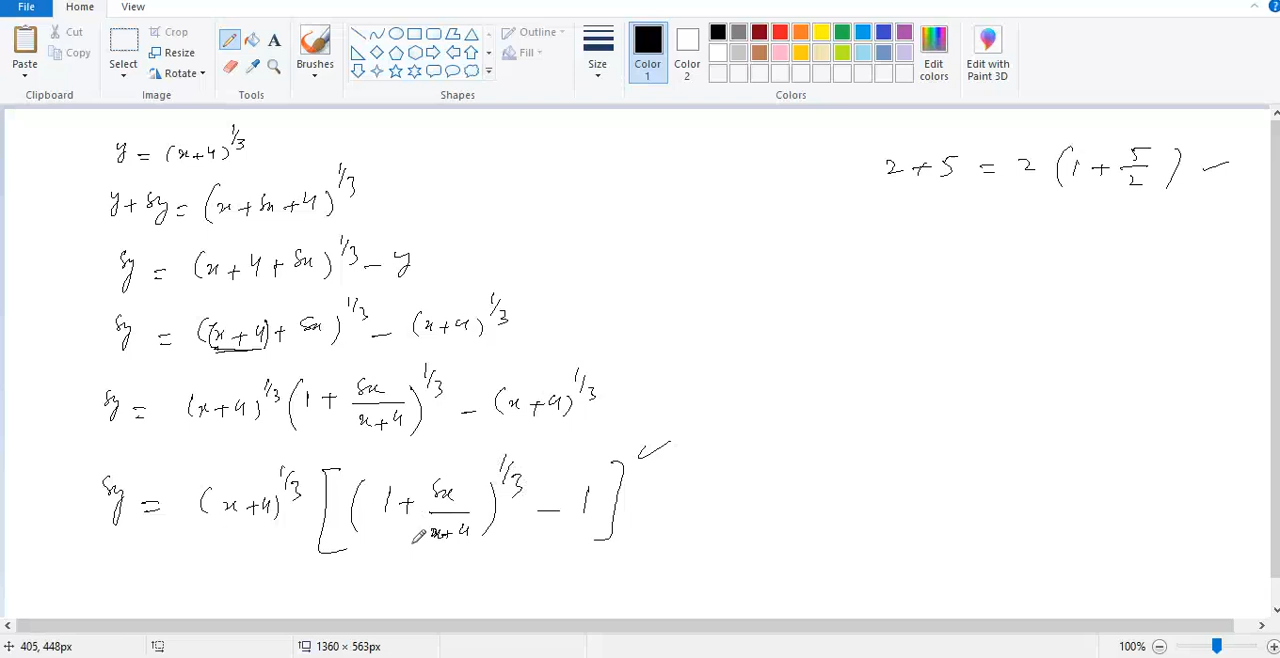 File Home View
Paste Cut Copy Select Crop Resize Rotate Brushes Outline Fill Size Color 1 Color 2 Edit colors Edit with Paint 3D
Clipboard Image Tools Shapes Colors
y = (x+4)^1/3
2 + 5 = 2 (1 + 5/2) ✓
y + δy = (x + δx + 4)^1/3
δy = (x + 4 + δx)^1/3 - y
δy = ((x + 4) + δx)^1/3 - (x+4)^1/3
δy = (x+4)^1/3 (1 + δx/x+4)^1/3 - (x+4)^1/3
δy = (x+4)^1/3 [(1 + δx/x+4)^1/3 - 1] ✓
405, 448px 1360 × 563px 100%